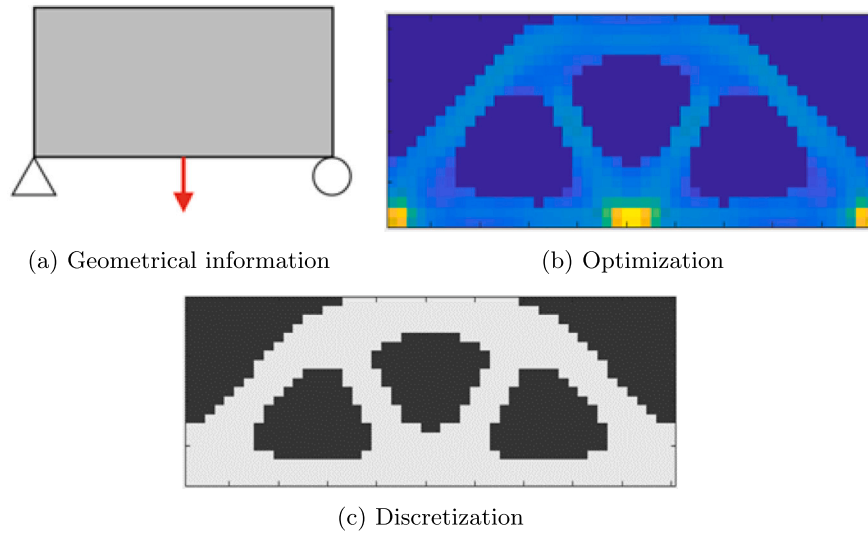 (a) Geometrical information
(b) Optimization
(c) Discretization